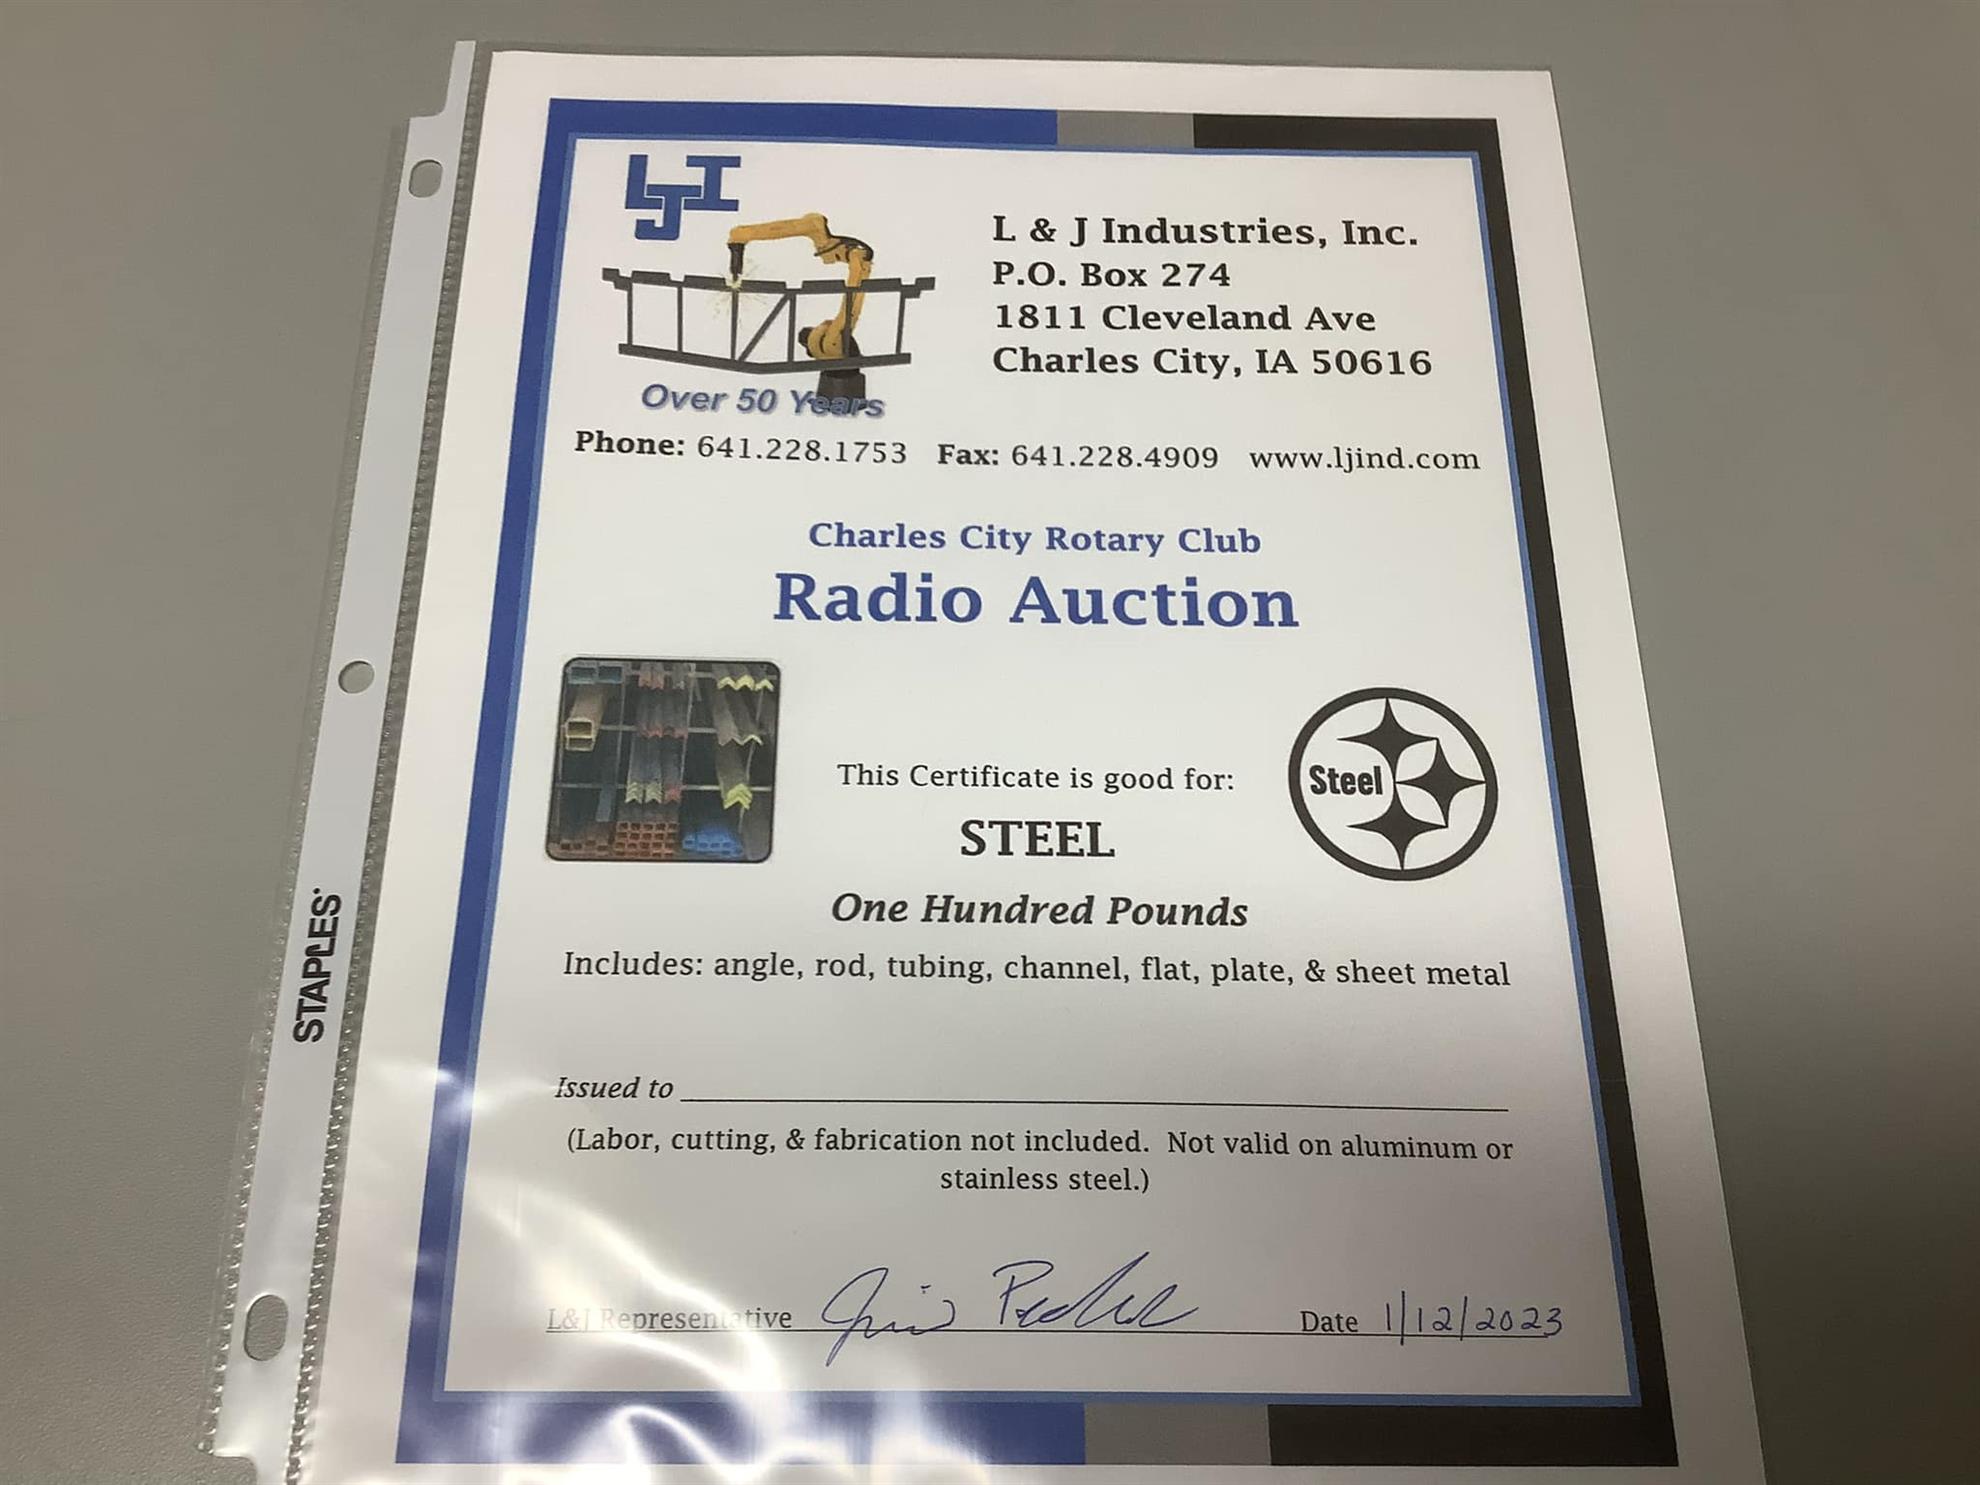 LJI
L & J Industries, Inc.
P.O. Box 274
1811 Cleveland Ave
Charles City, IA 50616
Over 50 Years
Phone: 641.228.1753 Fax: 641.228.4909 www.ljind.com
Charles City Rotary Club
Radio Auction
This Certificate is good for:
Steel
STEEL
One Hundred Pounds
Includes: angle, rod, tubing, channel, flat, plate, & sheet metal
STAPLES
Issued to
(Labor, cutting, & fabrication not included. Not valid on aluminum or
stainless steel.)
L&J Representative Date 1/12/2023